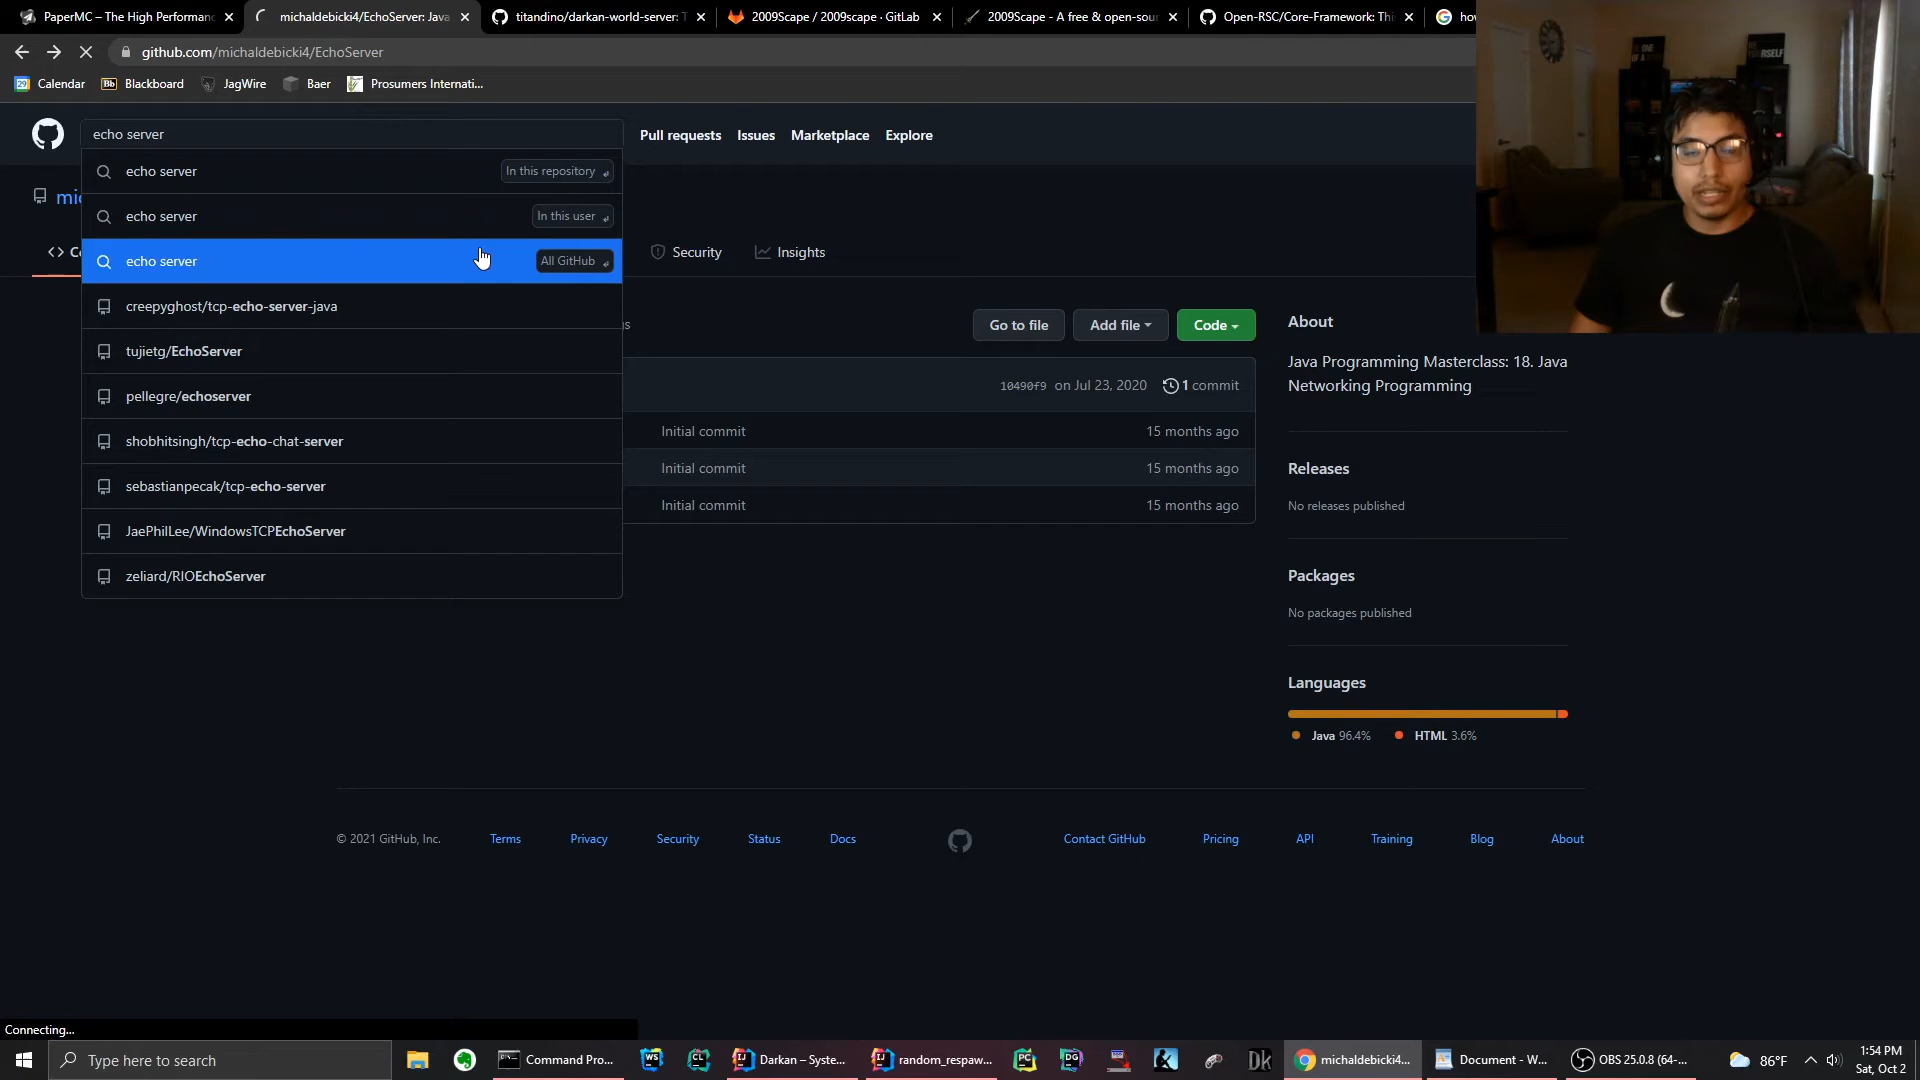 PaperMC – The High Performanc
michaldebicki4/EchoServer: Java
titandino/darkan-world-server: T
2009Scape / 2009scape · GitLab
2009Scape - A free & open-sour
Open-RSC/Core-Framework: Thi
github.com/michaldebicki4/EchoServer
Calendar
Blackboard
JagWire
Baer
Prosumers Internati...
echo server
Pull requests
Issues
Marketplace
Explore
echo server
In this repository
echo server
In this user
echo server
All GitHub
creepyghost/tcp-echo-server-java
tujietg/EchoServer
pellegre/echoserver
shobhitsingh/tcp-echo-chat-server
sebastianpecak/tcp-echo-server
JaePhilLee/WindowsTCPEchoServer
zeliard/RIOEchoServer
Security
Insights
Go to file
Add file
Code
10490f9 on Jul 23, 2020
1 commit
Initial commit
15 months ago
Initial commit
15 months ago
Initial commit
15 months ago
About
Java Programming Masterclass: 18. Java
Networking Programming
Releases
No releases published
Packages
No packages published
Languages
Java 96.4%
HTML 3.6%
© 2021 GitHub, Inc.
Terms
Privacy
Security
Status
Docs
Contact GitHub
Pricing
API
Training
Blog
About
Connecting...
Type here to search
Command Pro...
Darkan – Syste...
random_respaw...
michaldebicki4...
Document - W...
OBS 25.0.8 (64-...
86°F
1:54 PM
Sat, Oct 2